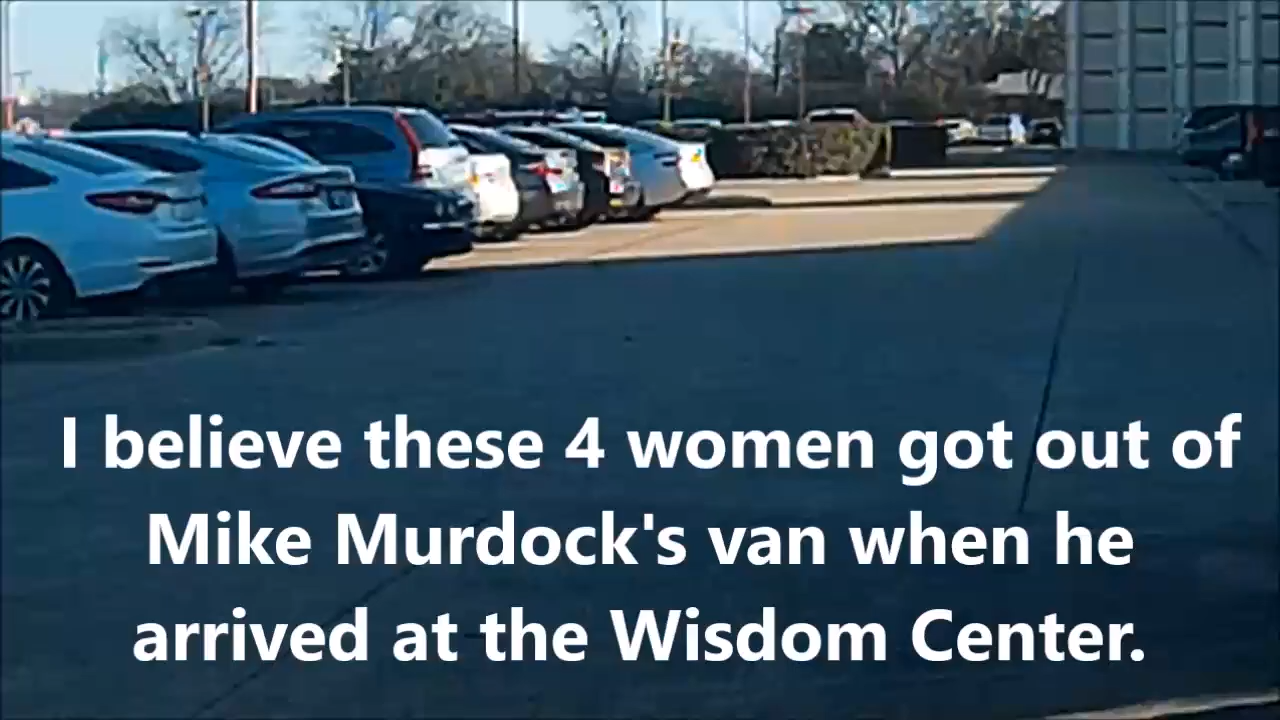 I believe these 4 women got out of
Mike Murdock's van when he
arrived at the Wisdom Center.